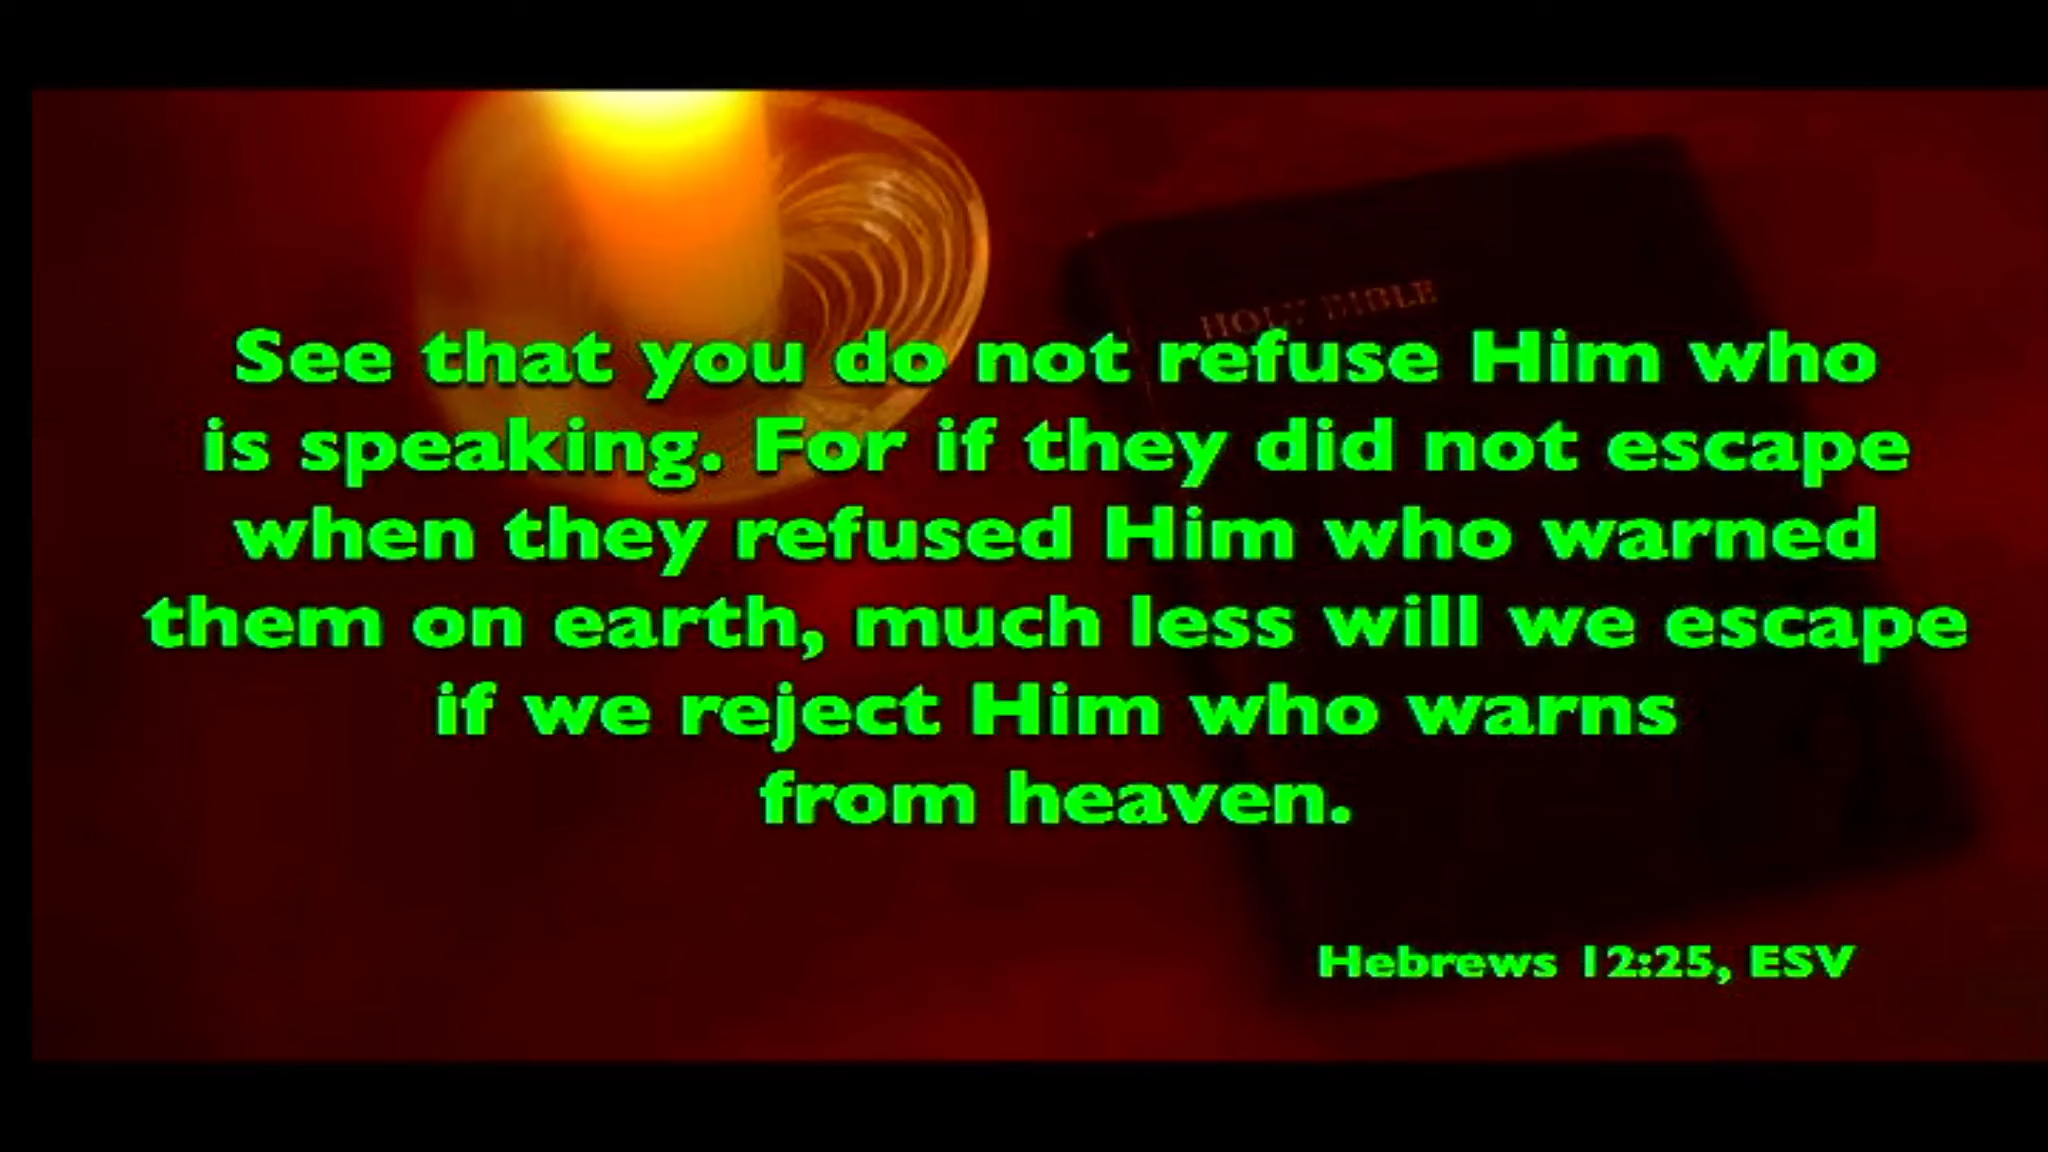 HOLY BIBLE
See that you do not refuse Him who
is speaking. For if they did not escape
when they refused Him who warned
them on earth, much less will we escape
if we reject Him who warns
from heaven.
Hebrews 12:25, ESV